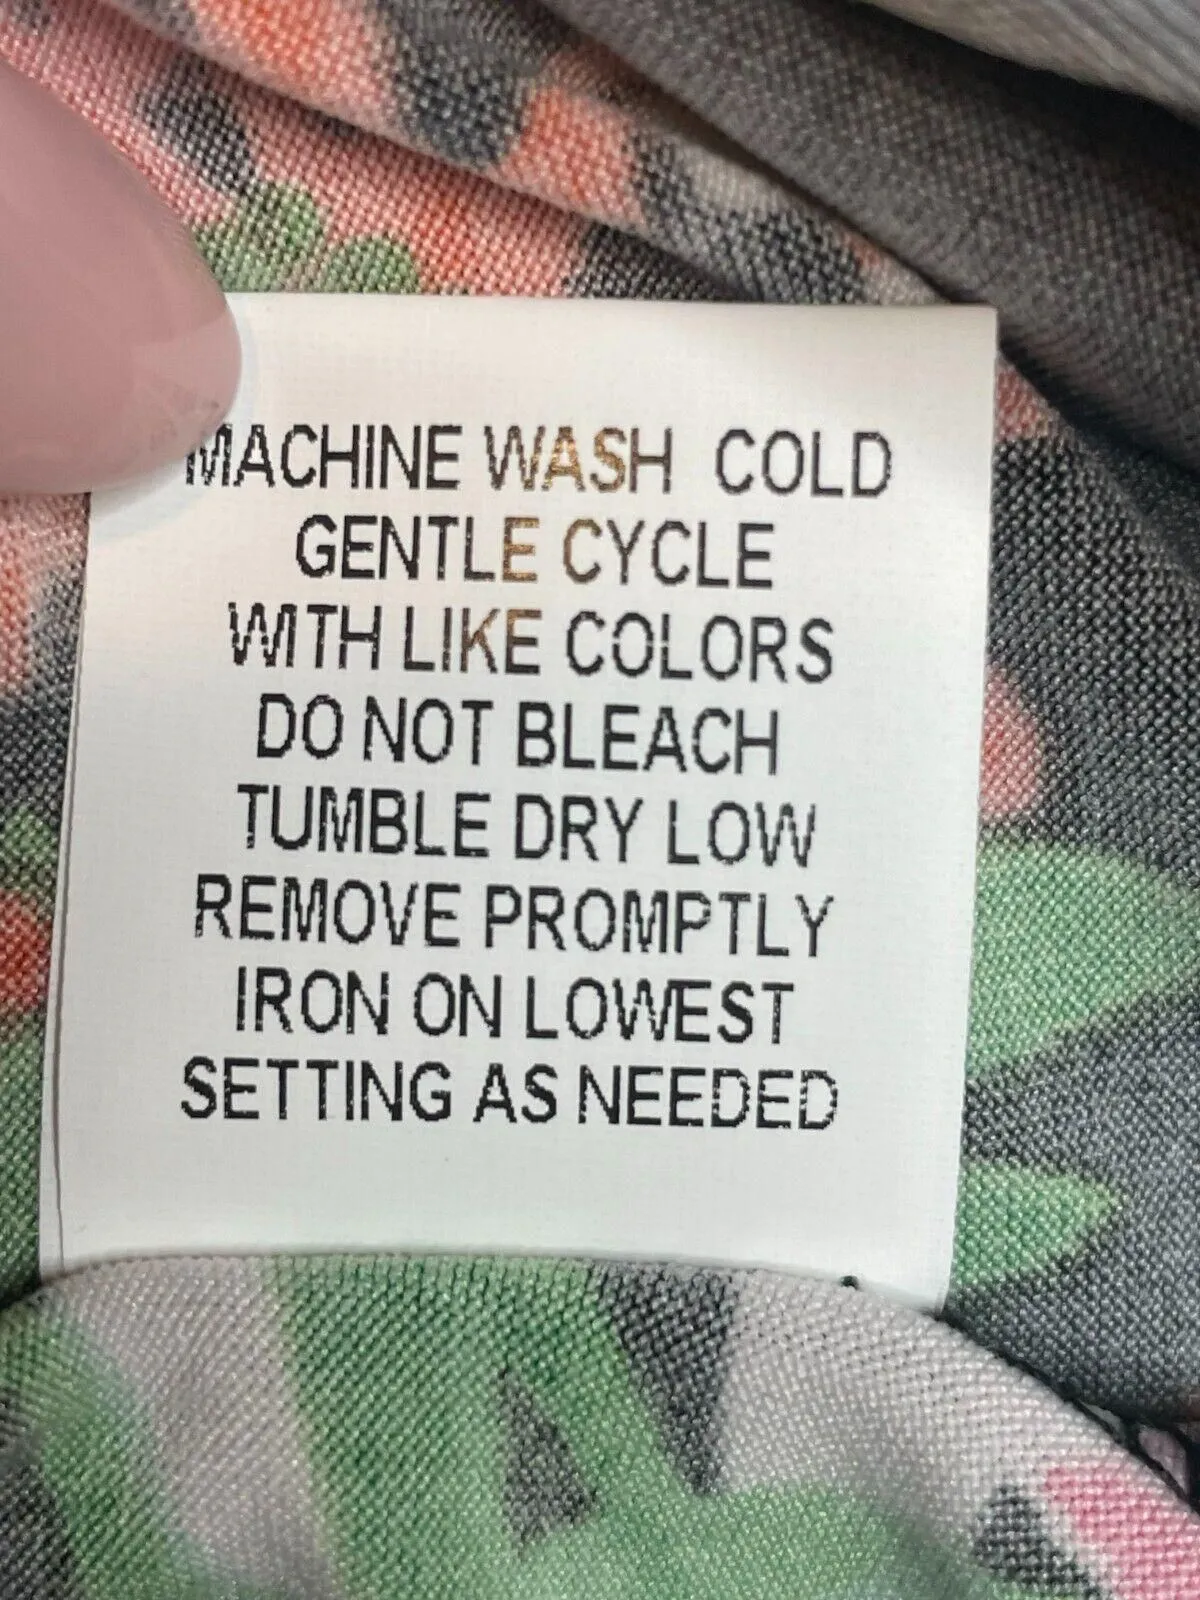 MACHINE WASH COLD
GENTLE CYCLE
WITH LIKE COLORS
DO NOT BLEACH
TUMBLE DRY LOW
REMOVE PROMPTLY
IRON ON LOWEST
SETTING AS NEEDED